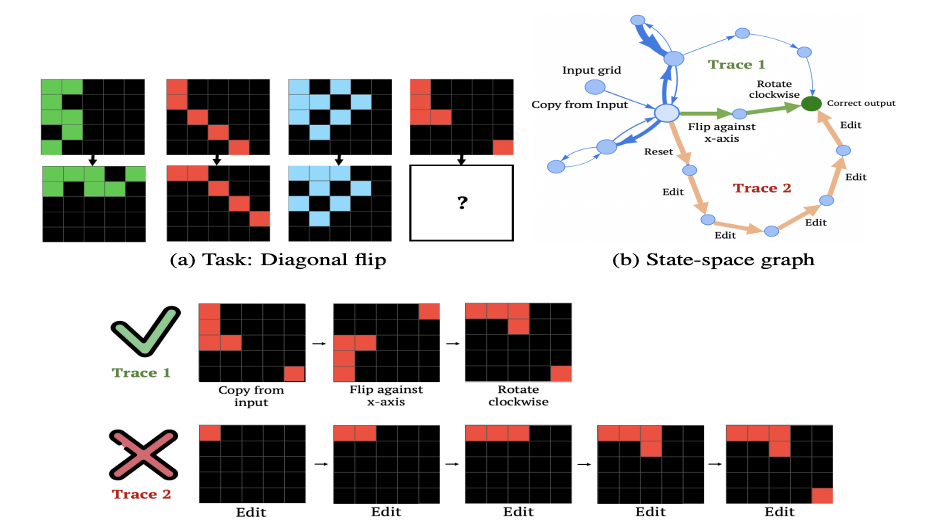 ?
(a) Task: Diagonal flip
Input grid
Copy from Input
Trace 1
Rotate
clockwise
Correct output
Flip against
x-axis
Reset
Edit
Edit
Edit
Edit
Edit
Edit
Trace 2
(b) State-space graph
Trace 1
Copy from
input
Flip against
x-axis
Rotate
clockwise
Trace 2
Edit
Edit
Edit
Edit
Edit